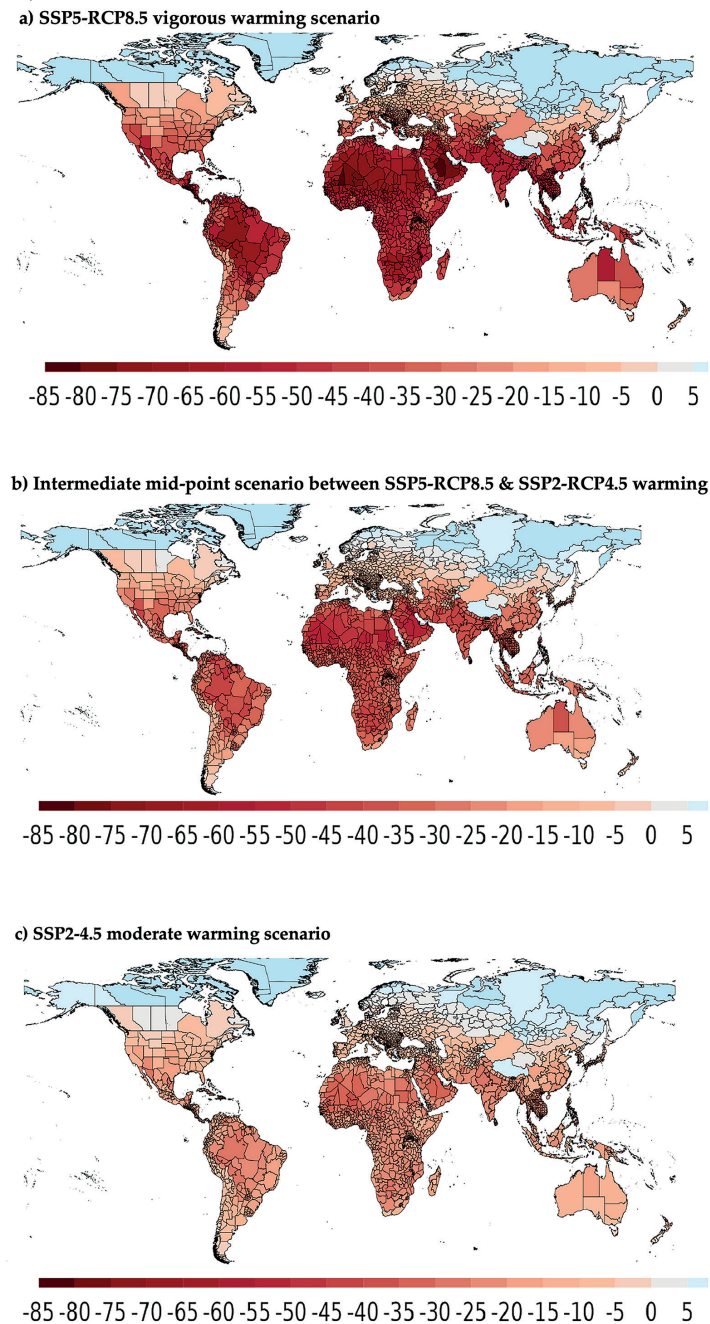 a) SSP5-RCP8.5 vigorous warming scenario
-85 -80 -75 -70 -65 -60 -55 -50 -45 -40 -35 -30 -25 -20 -15 -10 -5 0 5
b) Intermediate mid-point scenario between SSP5-RCP8.5 & SSP2-RCP4.5 warming
-85 -80 -75 -70 -65 -60 -55 -50 -45 -40 -35 -30 -25 -20 -15 -10 -5 0 5
c) SSP2-4.5 moderate warming scenario
-85 -80 -75 -70 -65 -60 -55 -50 -45 -40 -35 -30 -25 -20 -15 -10 -5 0 5